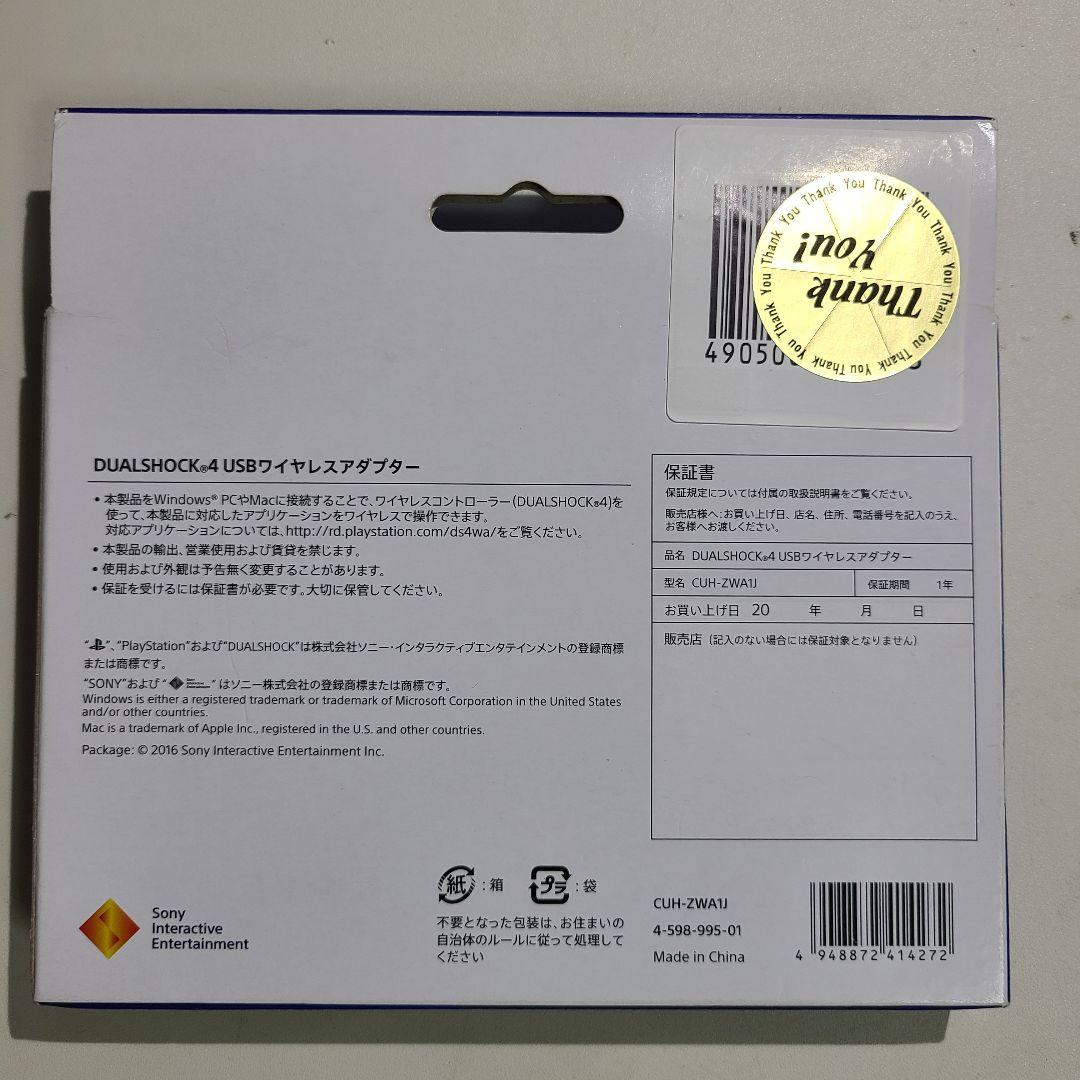 Thank You Thank You Thank You Thank You Thank You Thank You Thank You Thank You
Thank
You!
49050
DUALSHOCK®4 USBワイヤレスアダプター
• 本製品をWindows® PCやMacに接続することで、ワイヤレスコントローラー(DUALSHOCK®4)を
使って、本製品に対応したアプリケーションをワイヤレスで操作できます。
対応アプリケーションについては、http://rd.playstation.com/ds4wa/をご覧ください。
• 本製品の輸出、営業使用および賃貸を禁じます。
• 使用および外観は予告無く変更することがあります。
• 保証を受けるには保証書が必要です。大切に保管してください。
“ ”、“PlayStation”および“DUALSHOCK”は株式会社ソニー・インタラクティブエンタテインメントの登録商標
または商標です。
“SONY”および“ ”はソニー株式会社の登録商標または商標です。
Windows is either a registered trademark or trademark of Microsoft Corporation in the United States
and/or other countries.
Mac is a trademark of Apple Inc., registered in the U.S. and other countries.
Package: © 2016 Sony Interactive Entertainment Inc.
保証書
保証規定については付属の取扱説明書をご覧ください。
販売店様へ:お買い上げ日、店名、住所、電話番号を記入のうえ、
お客様へお渡しください。
品名 DUALSHOCK®4 USBワイヤレスアダプター
型名 CUH-ZWA1J 保証期間 1年
お買い上げ日 20 年 月 日
販売店(記入のない場合には保証対象となりません)
Sony
Interactive
Entertainment
紙:箱 プラ:袋
不要となった包装は、お住まいの
自治体のルールに従って処理して
ください
CUH-ZWA1J
4-598-995-01
Made in China
4 948872 414272